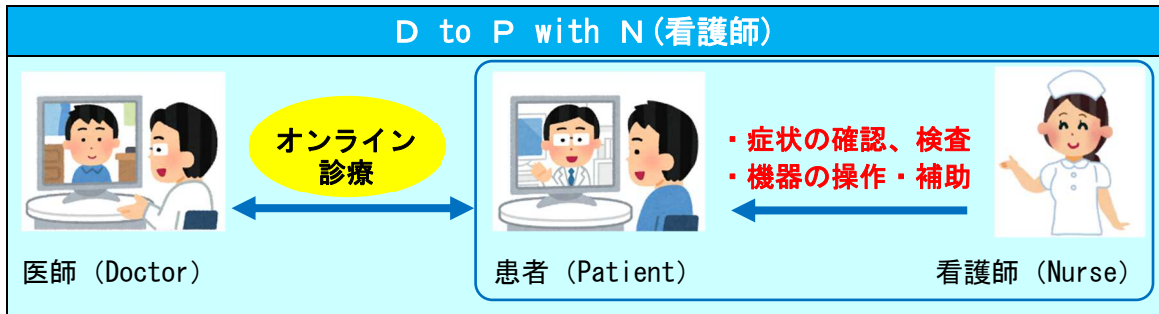 Ｄ to Ｐ with Ｎ(看護師)
オンライン
診療
・症状の確認、検査
・機器の操作・補助
医師（Doctor）
患者（Patient）
看護師（Nurse）